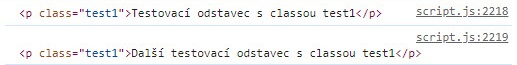 <p class="test1">Testovací odstavec s classou test1</p> script.js:2218
script.js:2219
<p class="test1">Další testovací odstavec s classou test1</p>